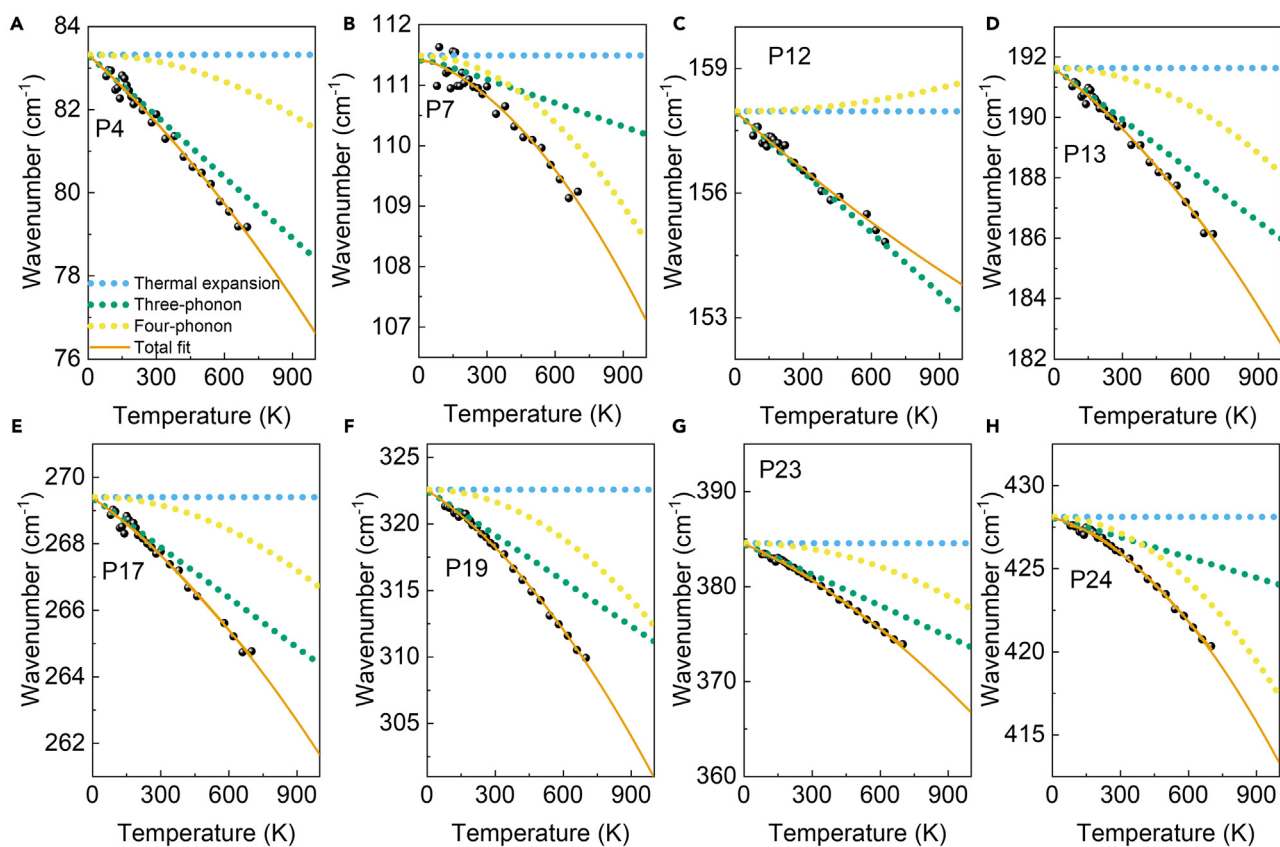 A
Wavenumber (cm-1)
84
82
80
78
76
P4
Thermal expansion
Three-phonon
Four-phonon
Total fit
0 300 600 900
Temperature (K)
B
Wavenumber (cm-1)
112
111
110
109
108
107
P7
0 300 600 900
Temperature (K)
C
Wavenumber (cm-1)
159
156
153
P12
0 300 600 900
Temperature (K)
D
Wavenumber (cm-1)
192
190
188
186
184
182
P13
0 300 600 900
Temperature (K)
E
Wavenumber (cm-1)
270
268
266
264
262
P17
0 300 600 900
Temperature (K)
F
Wavenumber (cm-1)
325
320
315
310
305
P19
0 300 600 900
Temperature (K)
G
Wavenumber (cm-1)
390
380
370
360
P23
0 300 600 900
Temperature (K)
H
Wavenumber (cm-1)
430
425
420
415
P24
0 300 600 900
Temperature (K)